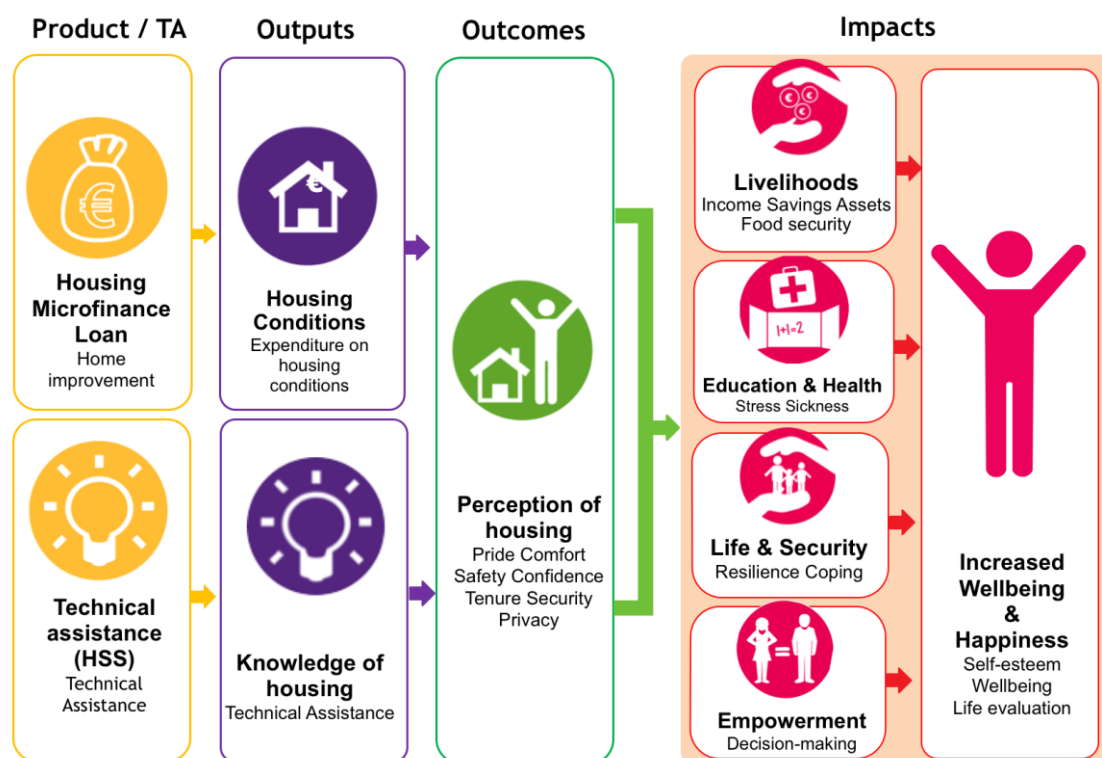 Product / TA
Outputs
Outcomes
Impacts
€
Housing
Microfinance
Loan
Home
improvement
Technical
assistance
(HSS)
Technical
Assistance
€
Housing
Conditions
Expenditure on
housing
conditions
Knowledge of
housing
Technical Assistance
Perception of
housing
Pride Comfort
Safety Confidence
Tenure Security
Privacy
€ €
€
Livelihoods
Income Savings Assets
Food security
1+1=2
Education & Health
Stress Sickness
Life & Security
Resilience Coping
=
Empowerment
Decision-making
Increased
Wellbeing
&
Happiness
Self-esteem
Wellbeing
Life evaluation